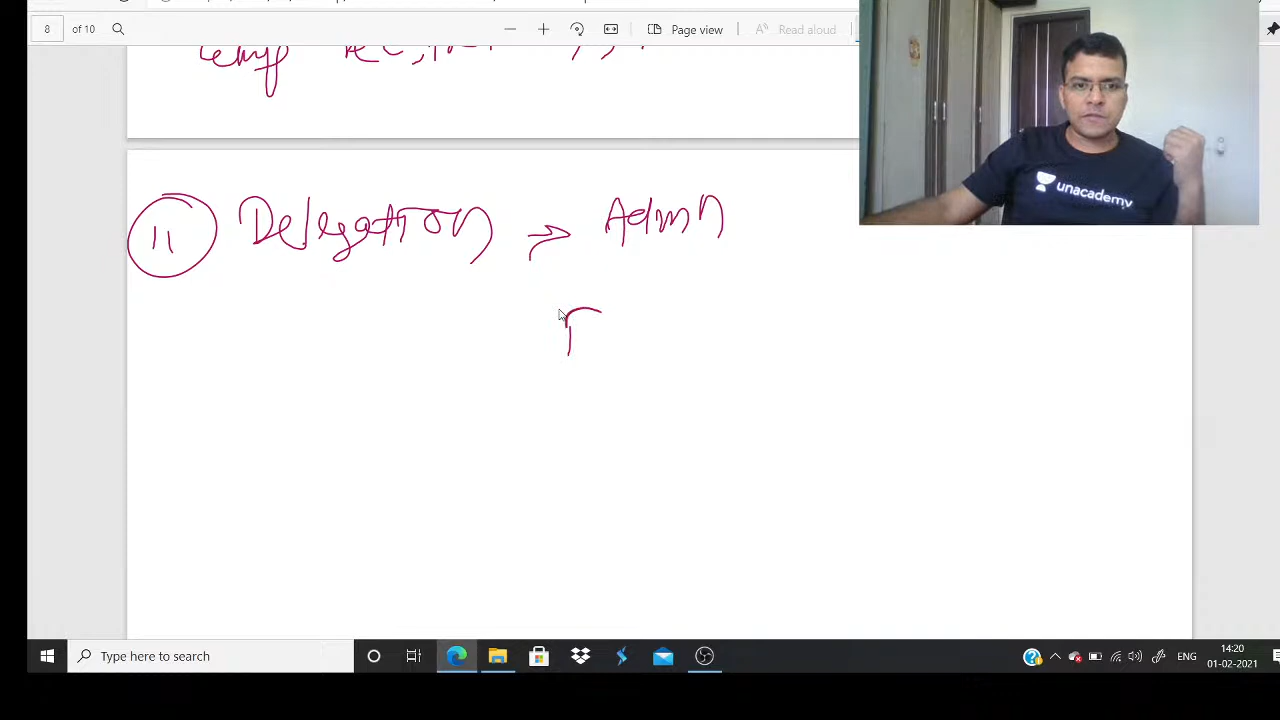 8 of 10 Page view Read aloud
unacademy
11 Delegation → Admn
Type here to search
ENG
14:20
01-02-2021